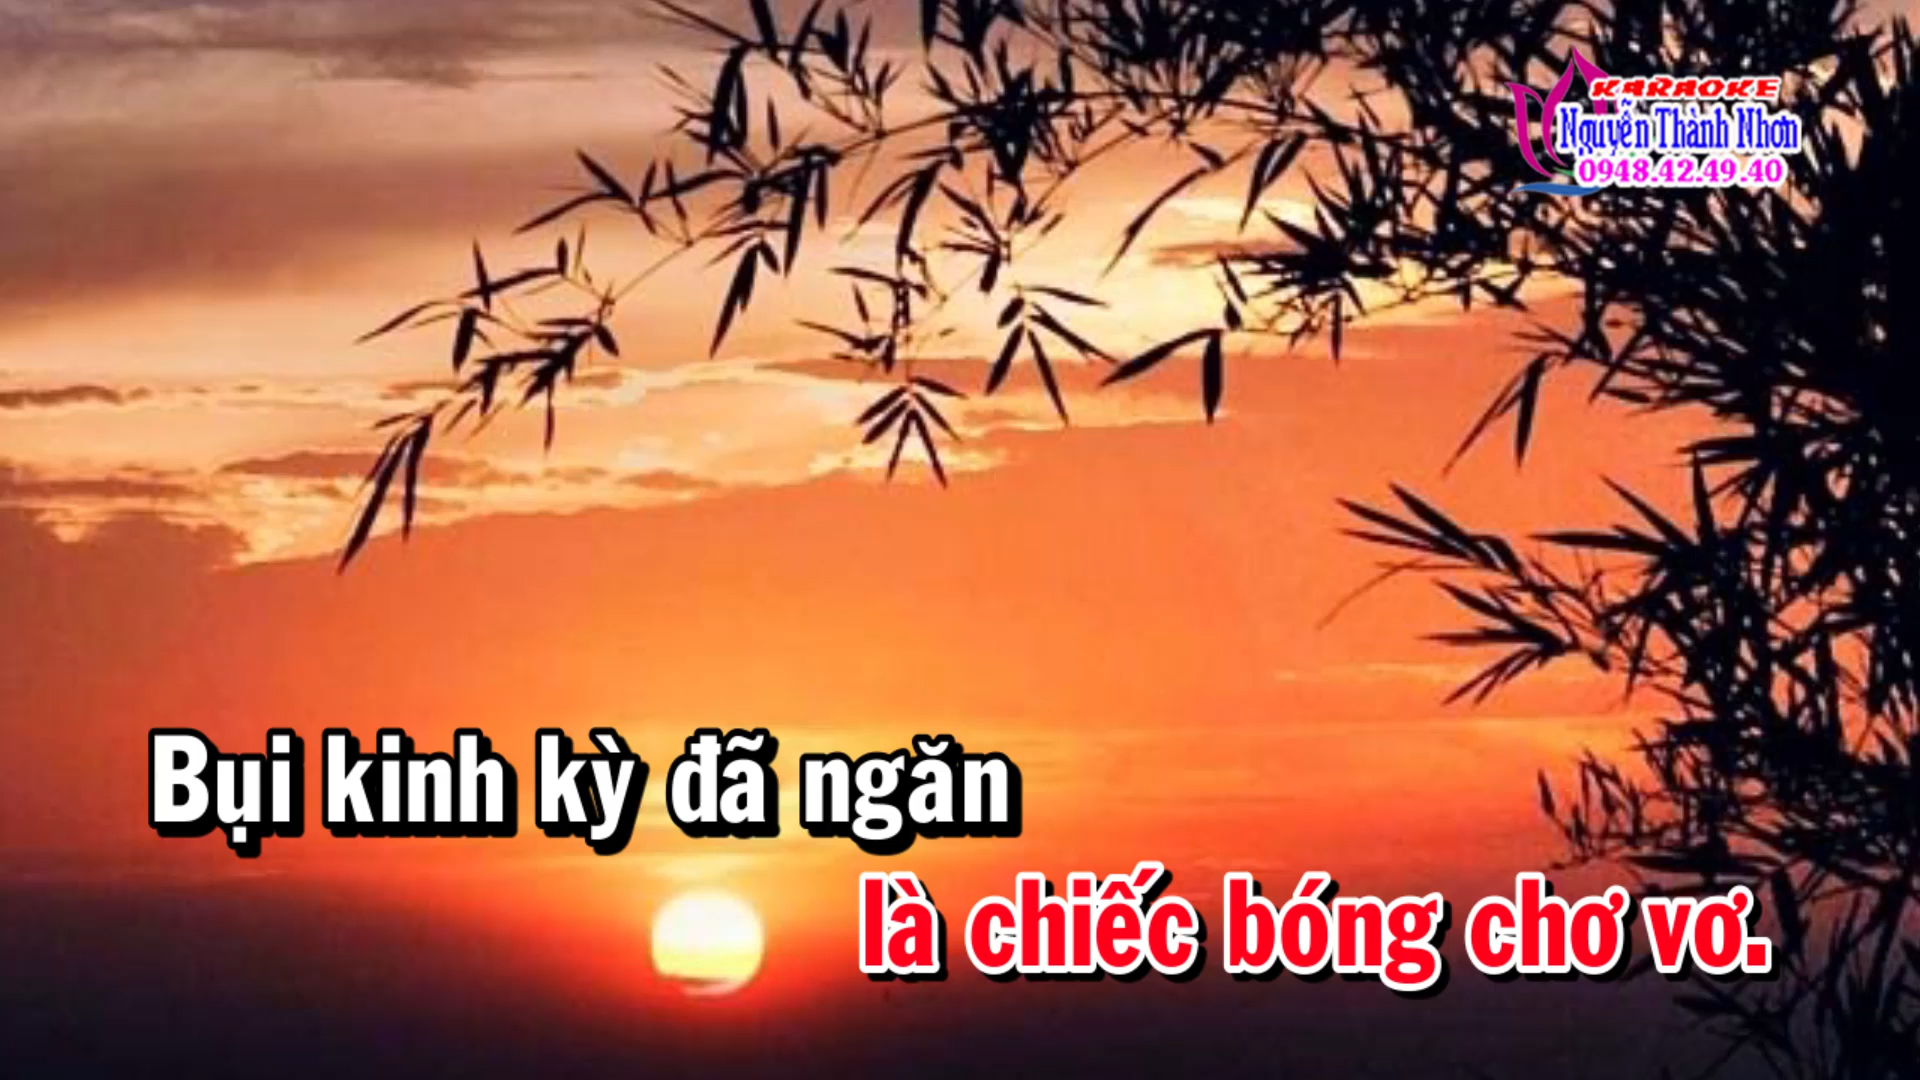 KARAOKE
Nguyễn Thành Nhơn
0948.42.49.40
Bụi kinh kỳ đã ngăn
là chiếc bóng chơ vơ.